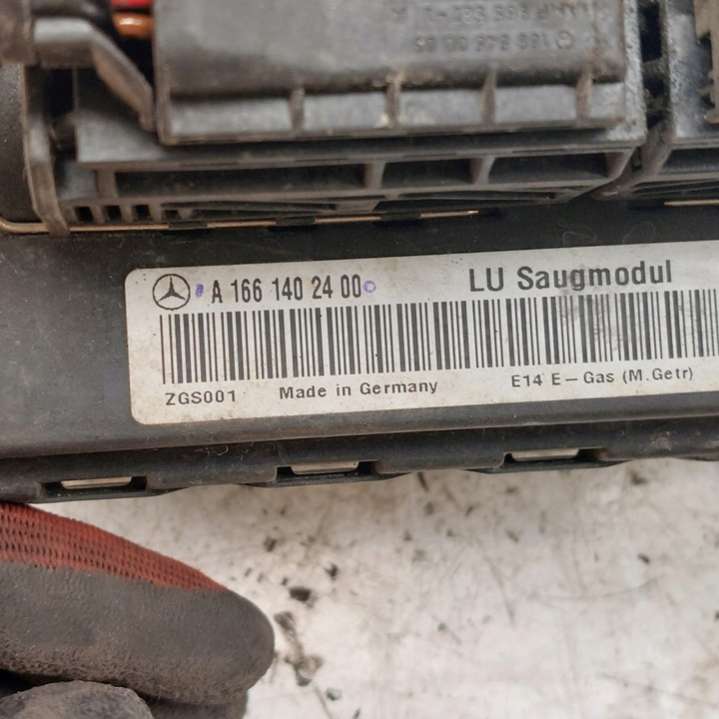 A 166 140 24 00
LU Saugmodul
ZGS001 Made in Germany E14 E-Gas (M.Getr)